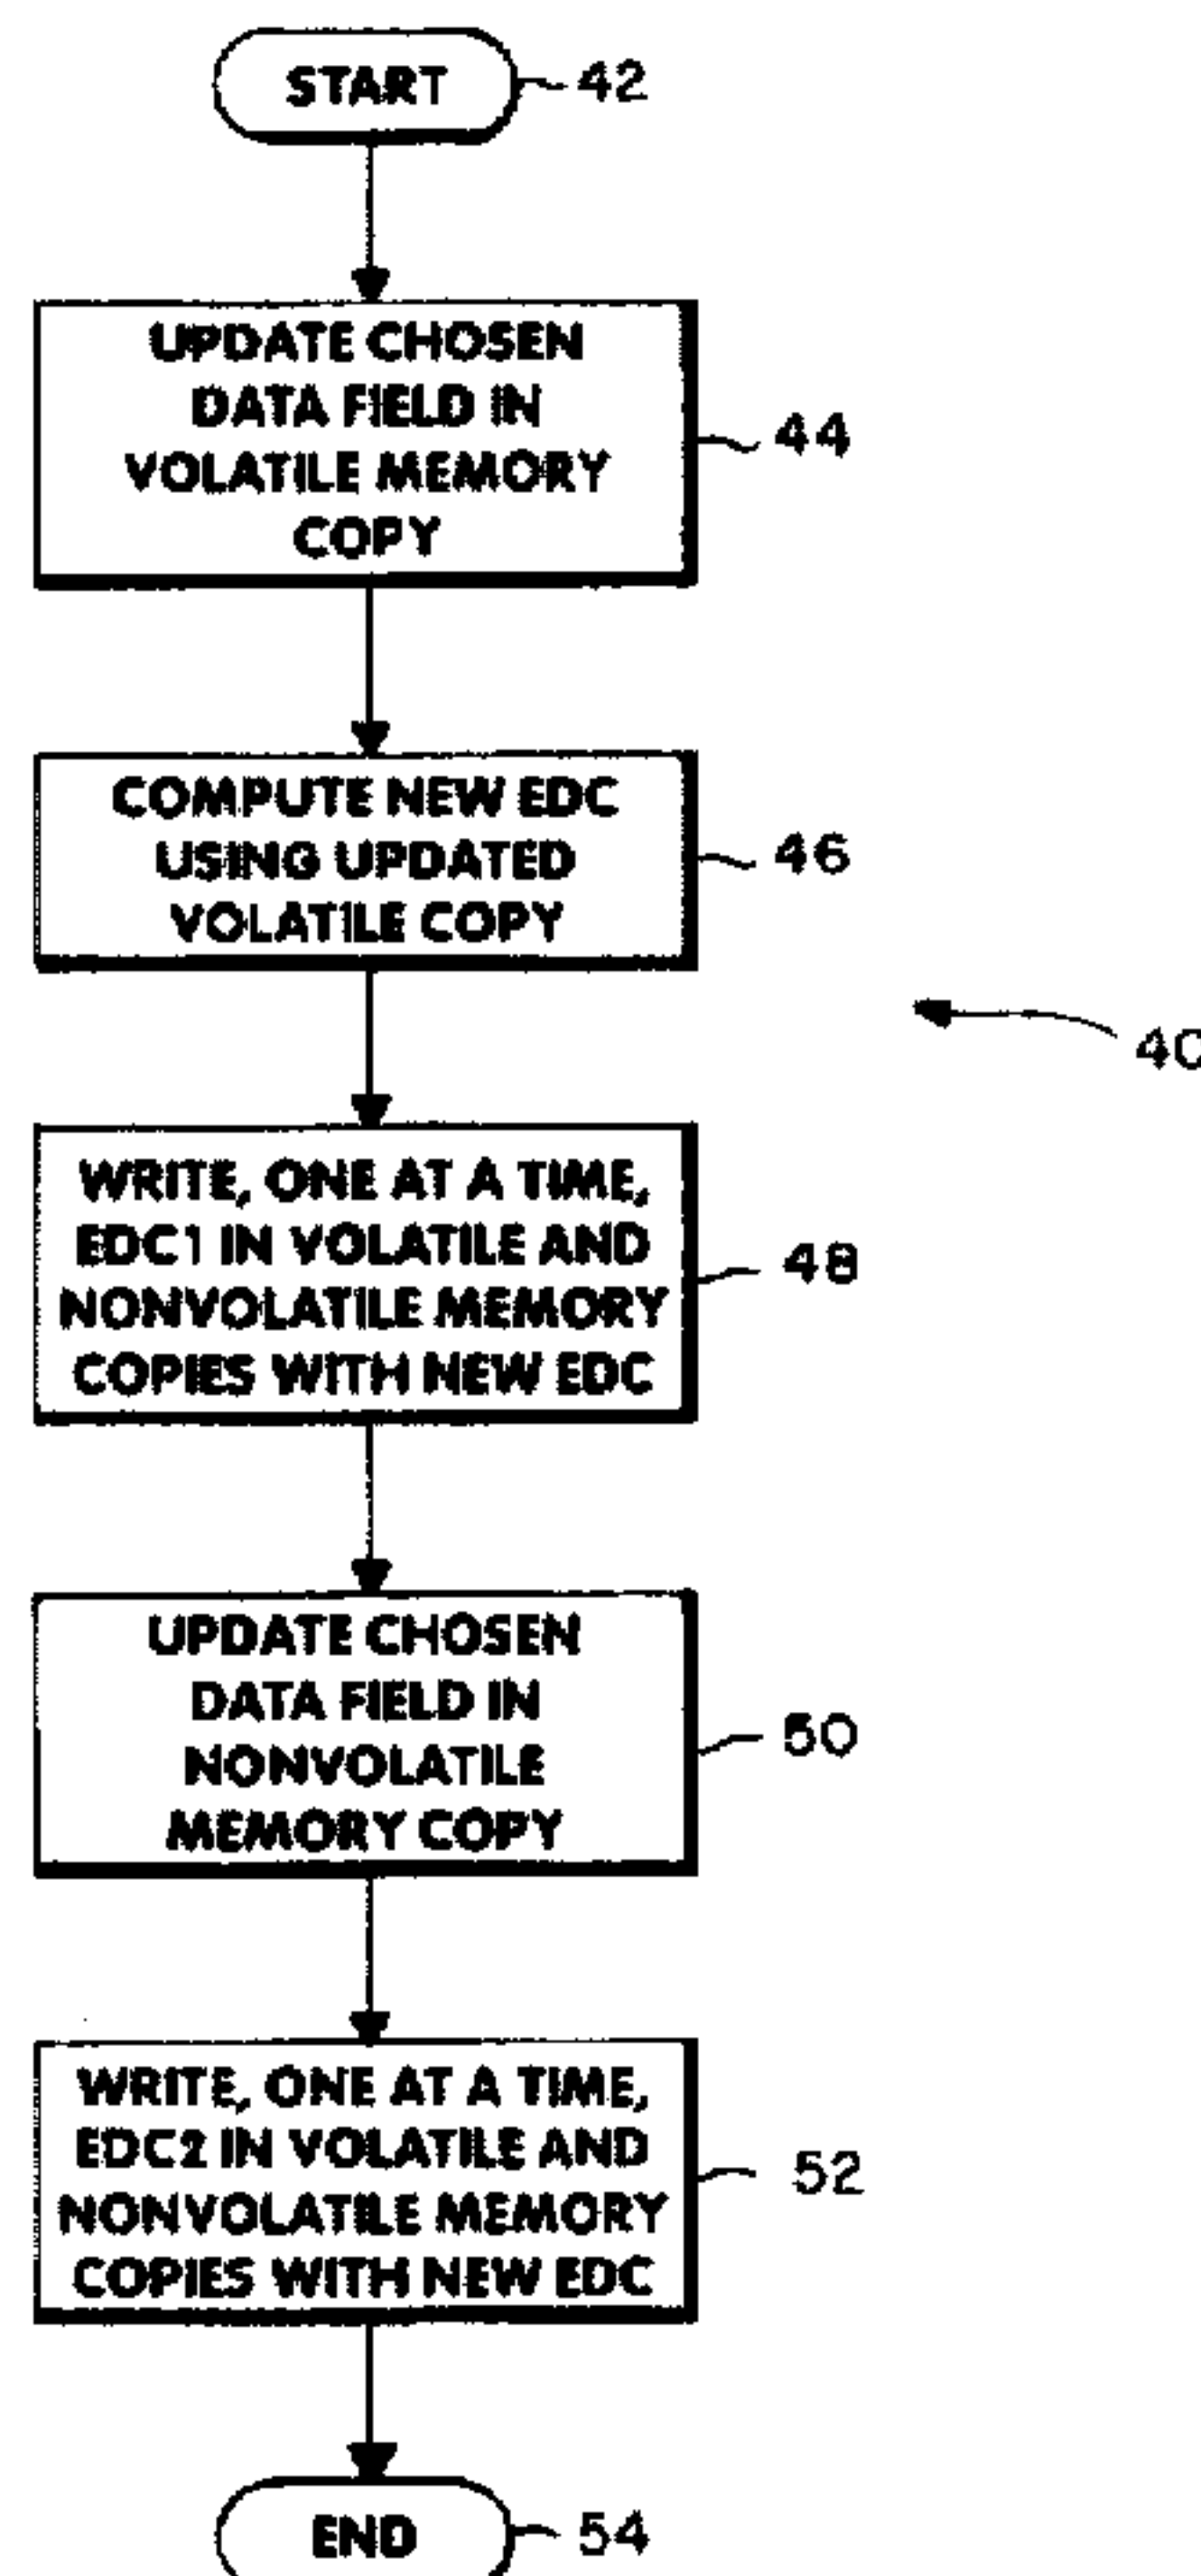 START
42
UPDATE CHOSEN
DATA FIELD IN
VOLATILE MEMORY
COPY
44
COMPUTE NEW EDC
USING UPDATED
VOLATILE COPY
46
40
WRITE, ONE AT A TIME,
EDC1 IN VOLATILE AND
NONVOLATILE MEMORY
COPIES WITH NEW EDC
48
UPDATE CHOSEN
DATA FIELD IN
NONVOLATILE
MEMORY COPY
50
WRITE, ONE AT A TIME,
EDC2 IN VOLATILE AND
NONVOLATILE MEMORY
COPIES WITH NEW EDC
52
END
54